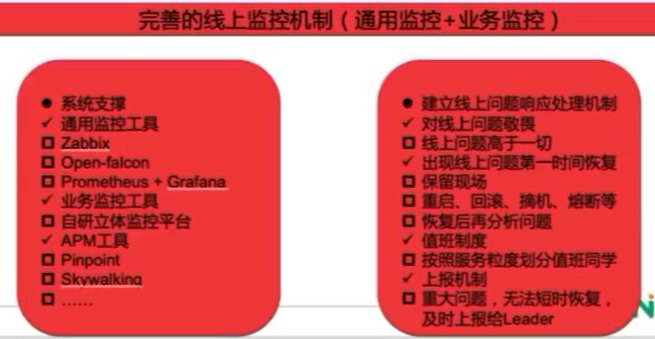 完善的线上监控机制（通用监控+业务监控）
系统支撑
通用监控工具
Zabbix
Open-falcon
Prometheus + Grafana
业务监控工具
自研立体监控平台
APM工具
Pinpoint
Skywalking
……
建立线上问题响应处理机制
对线上问题敬畏
线上问题高于一切
出现线上问题第一时间恢复
保留现场
重启、回滚、摘机、熔断等
恢复后再分析问题
值班制度
按照服务粒度划分值班同学
上报机制
重大问题，无法短时恢复，
及时上报给Leader